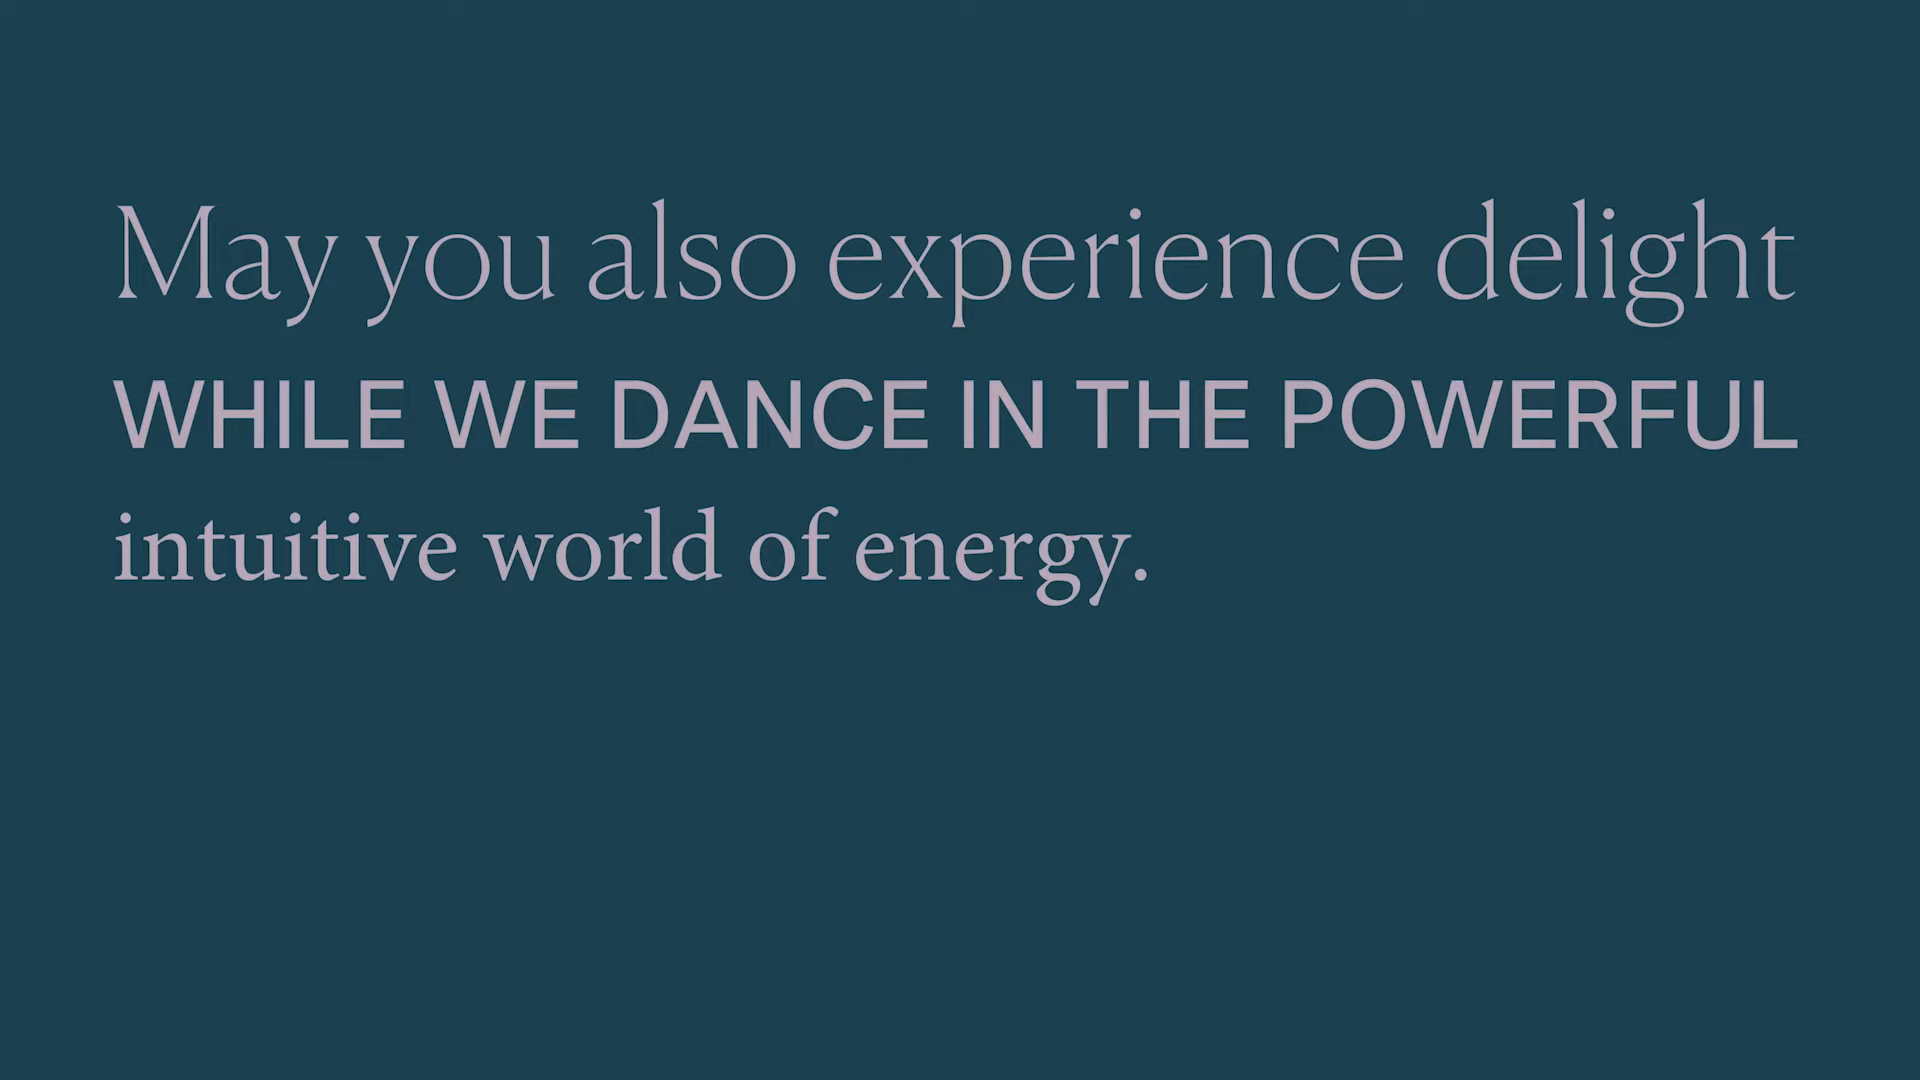 May you also experience delight
WHILE WE DANCE IN THE POWERFUL
intuitive world of energy.